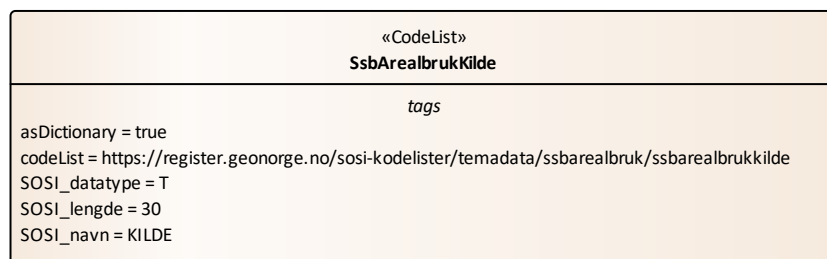 «CodeList»
SsbArealbrukKilde
tags
asDictionary = true
codeList = https://register.geonorge.no/sosi-kodelister/temadata/ssbarealbruk/ssbarealbrukkilde
SOSI_datatype = T
SOSI_lengde = 30
SOSI_navn = KILDE